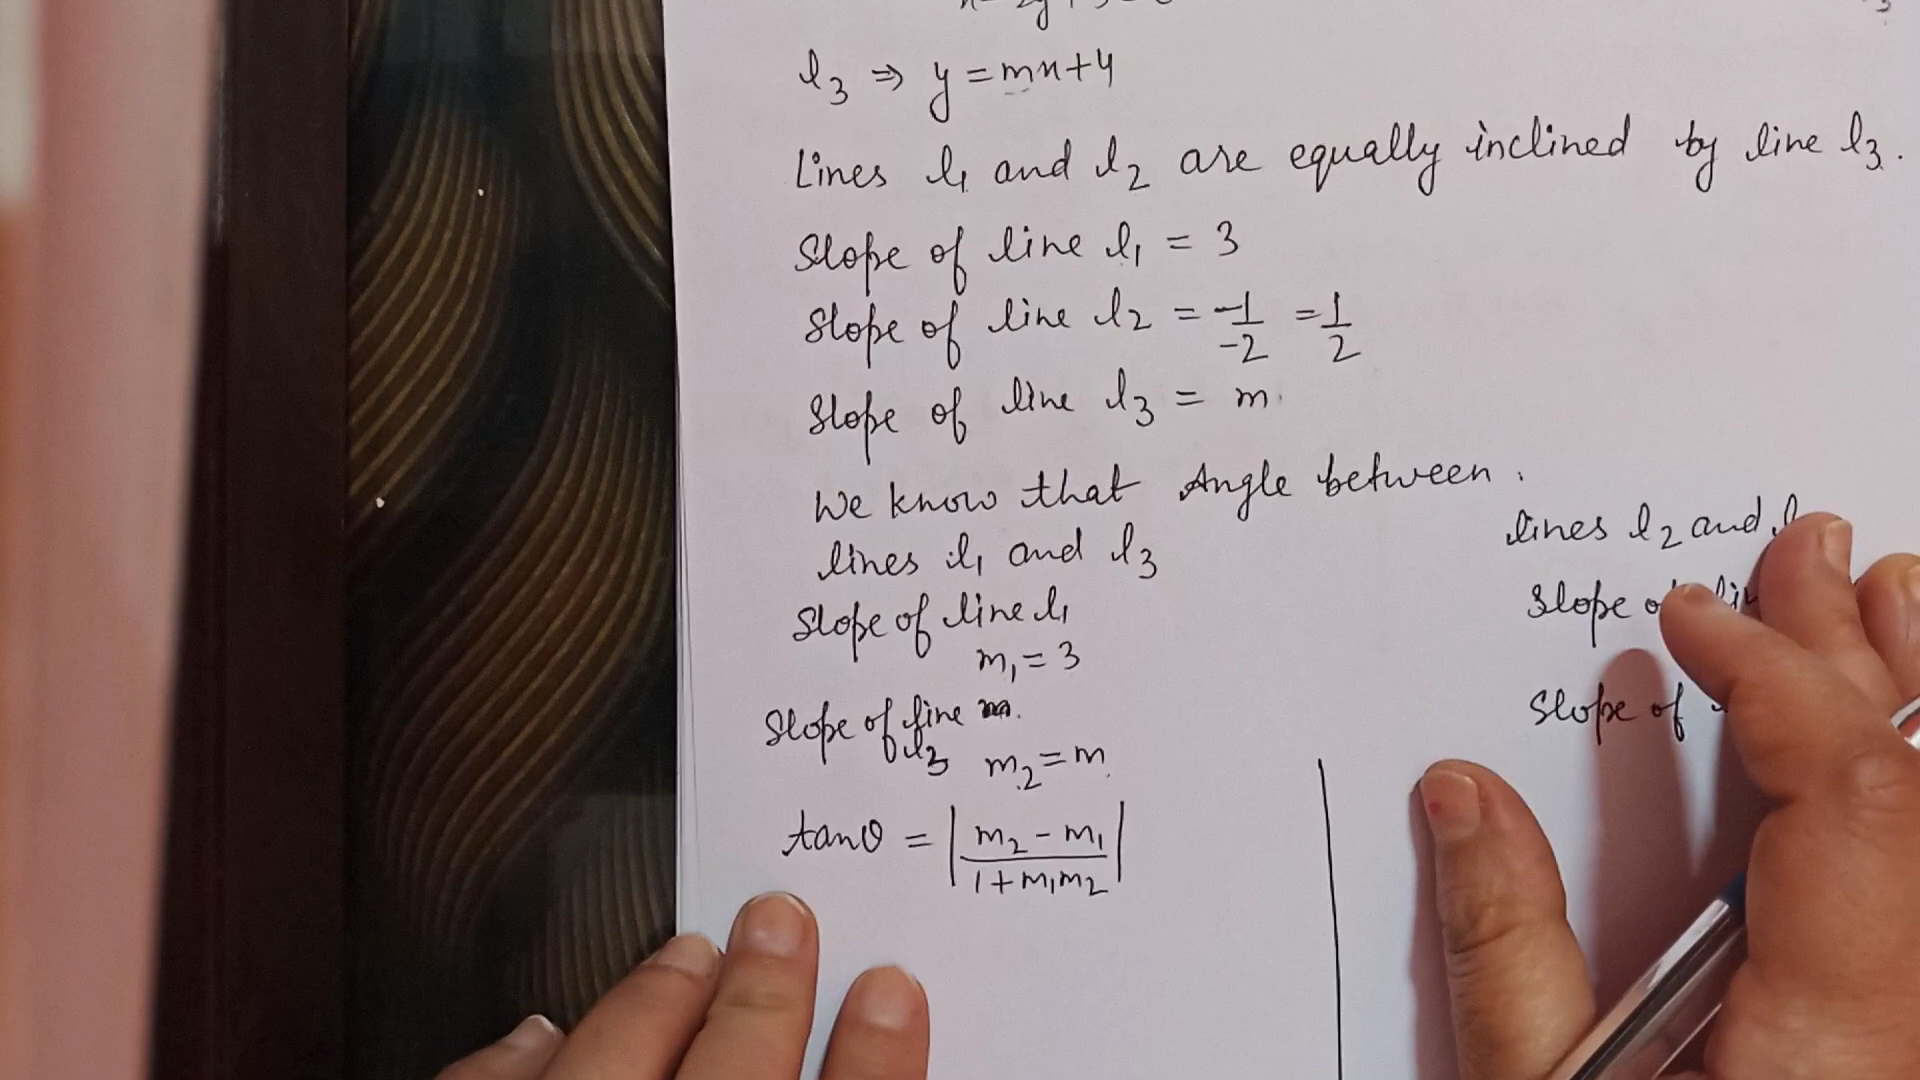 l3 ⇒ y = mx+4
Lines l1 and l2 are equally inclined by line l3.
Slope of line l1 = 3
Slope of line l2 = -1/-2 = 1/2
Slope of line l3 = m.
We know that Angle between
lines l1 and l3
Slope of line l1
m1 = 3
Slope of line
l3 m2 = m
tanθ = |m2 - m1 / 1 + m1m2|
lines l2 and
Slope
Slope of